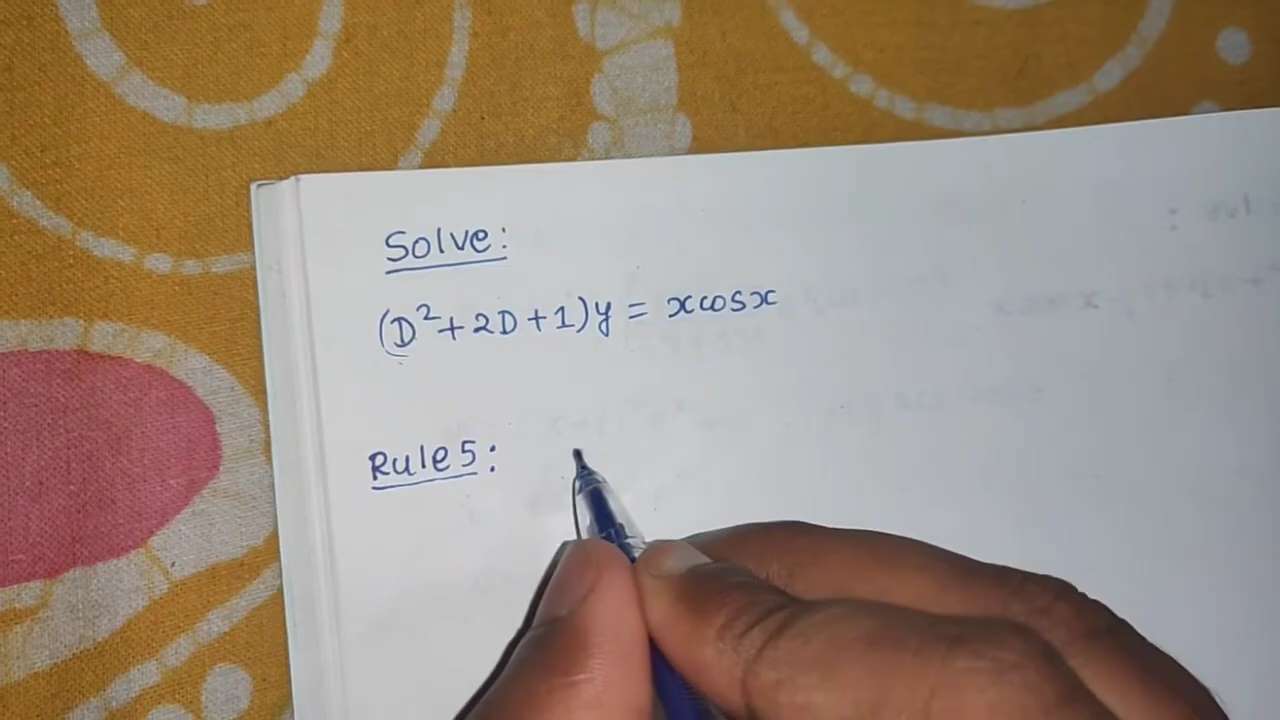 Solve:
(D²+2D+1)y = xcosx
Rule 5: